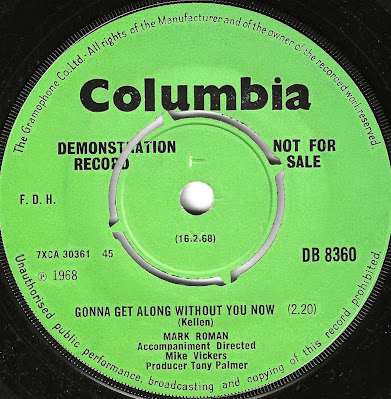 The Gramophone Co.Ltd. All rights of the Manufacturer and of the owner of the recorded work reserved.
Columbia
DEMONSTRATION RECORD
NOT FOR SALE
F. D. H.
(16.2.68)
7XCA 30361 45
DB 8360
℗ 1968
GONNA GET ALONG WITHOUT YOU NOW (2.20)
(Kellen)
MARK ROMAN
Accompaniment Directed
Mike Vickers
Producer Tony Palmer
Unauthorised public performance, broadcasting and copying of this record prohibited.